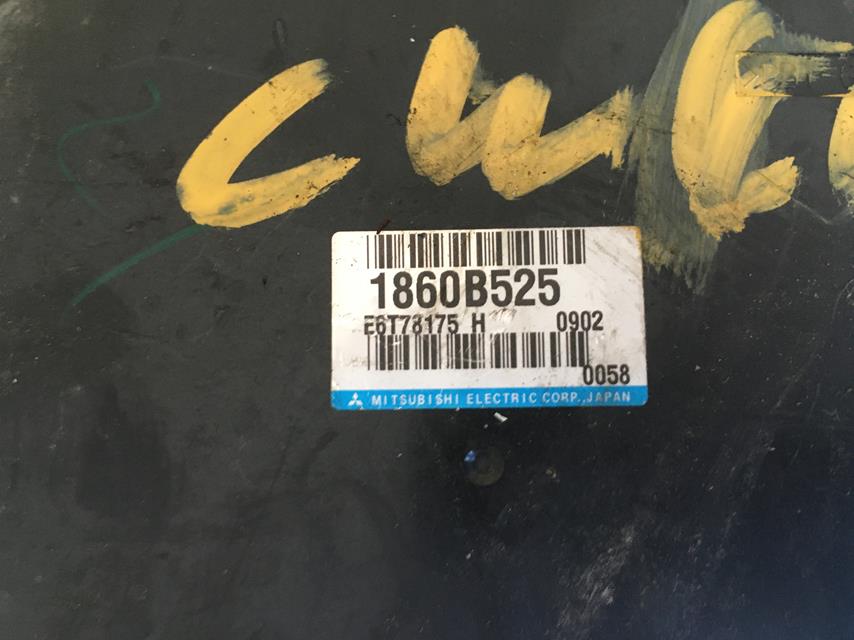 1860B525
E6T78175 H 0902
0058
MITSUBISHI ELECTRIC CORP., JAPAN